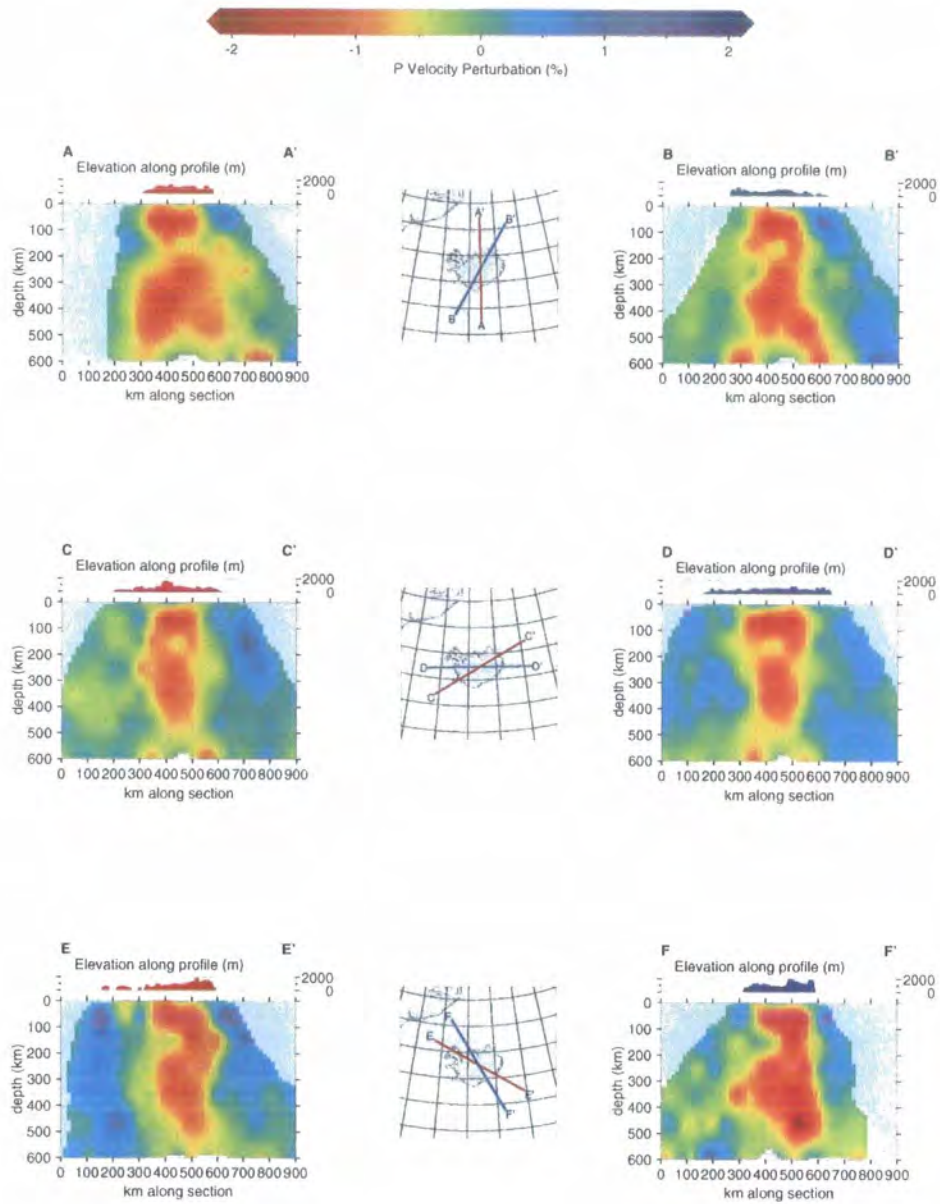 -2 -1 0 1 2
P Velocity Perturbation (%)
A A'
Elevation along profile (m)
2000
0
0
100
200
300
400
500
600
depth (km)
0 100 200 300 400 500 600 700 800 900
km along section
A' B'
B A
B B'
Elevation along profile (m)
2000
0
0
100
200
300
400
500
600
depth (km)
0 100 200 300 400 500 600 700 800 900
km along section
C C'
Elevation along profile (m)
2000
0
0
100
200
300
400
500
600
depth (km)
0 100 200 300 400 500 600 700 800 900
km along section
C'
D D'
C
D D'
Elevation along profile (m)
2000
0
0
100
200
300
400
500
600
depth (km)
0 100 200 300 400 500 600 700 800 900
km along section
E E'
Elevation along profile (m)
2000
0
0
100
200
300
400
500
600
depth (km)
0 100 200 300 400 500 600 700 800 900
km along section
F
E
E'
F'
F F'
Elevation along profile (m)
2000
0
0
100
200
300
400
500
600
depth (km)
0 100 200 300 400 500 600 700 800 900
km along section